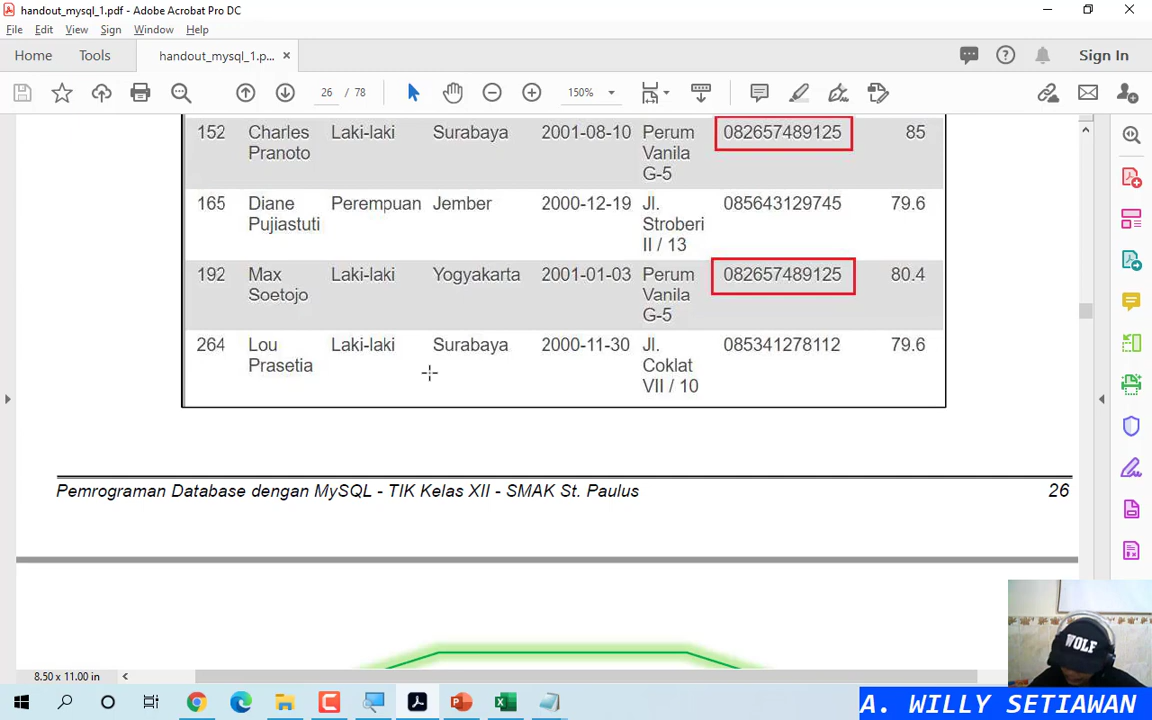 handout_mysql_1.pdf - Adobe Acrobat Pro DC
File Edit View Sign Window Help
Home Tools handout_mysql_1.p... × Sign In
26 / 78 150%
152 Charles Laki-laki Surabaya 2001-08-10 Perum 082657489125 85
Pranoto Vanila
G-5
165 Diane Perempuan Jember 2000-12-19 Jl. 085643129745 79.6
Pujiastuti Stroberi
II / 13
192 Max Laki-laki Yogyakarta 2001-01-03 Perum 082657489125 80.4
Soetojo Vanila
G-5
264 Lou Laki-laki Surabaya 2000-11-30 Jl. 085341278112 79.6
Prasetia Coklat
VII / 10
Pemrograman Database dengan MySQL - TIK Kelas XII - SMAK St. Paulus 26
8.50 x 11.00 in
WOLF
A. WILLY SETIAWAN